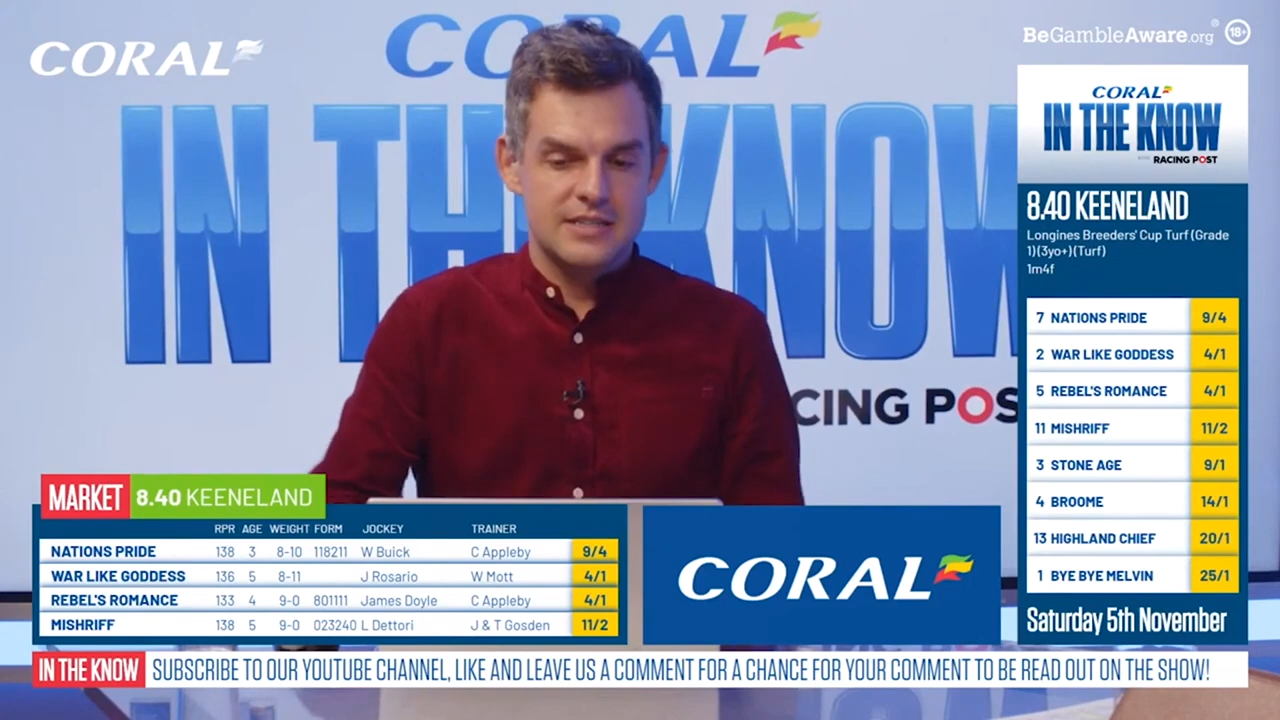 CORAL
CORAL
BeGambleAware.org® 18+
IN THE KNOW
CING POS
CORAL
IN THE KNOW
WITH RACING POST
8.40 KEENELAND
Longines Breeders' Cup Turf (Grade
1)(3yo+)(Turf)
1m4f
7 NATIONS PRIDE 9/4
2 WAR LIKE GODDESS 4/1
5 REBEL'S ROMANCE 4/1
11 MISHRIFF 11/2
3 STONE AGE 9/1
4 BROOME 14/1
13 HIGHLAND CHIEF 20/1
1 BYE BYE MELVIN 25/1
Saturday 5th November
MARKET 8.40 KEENELAND
RPR AGE WEIGHT FORM JOCKEY TRAINER
NATIONS PRIDE 138 3 8-10 118211 W Buick C Appleby 9/4
WAR LIKE GODDESS 136 5 8-11 J Rosario W Mott 4/1
REBEL'S ROMANCE 133 4 9-0 801111 James Doyle C Appleby 4/1
MISHRIFF 138 5 9-0 023240 L Dettori J & T Gosden 11/2
CORAL
IN THE KNOW SUBSCRIBE TO OUR YOUTUBE CHANNEL, LIKE AND LEAVE US A COMMENT FOR A CHANCE FOR YOUR COMMENT TO BE READ OUT ON THE SHOW!